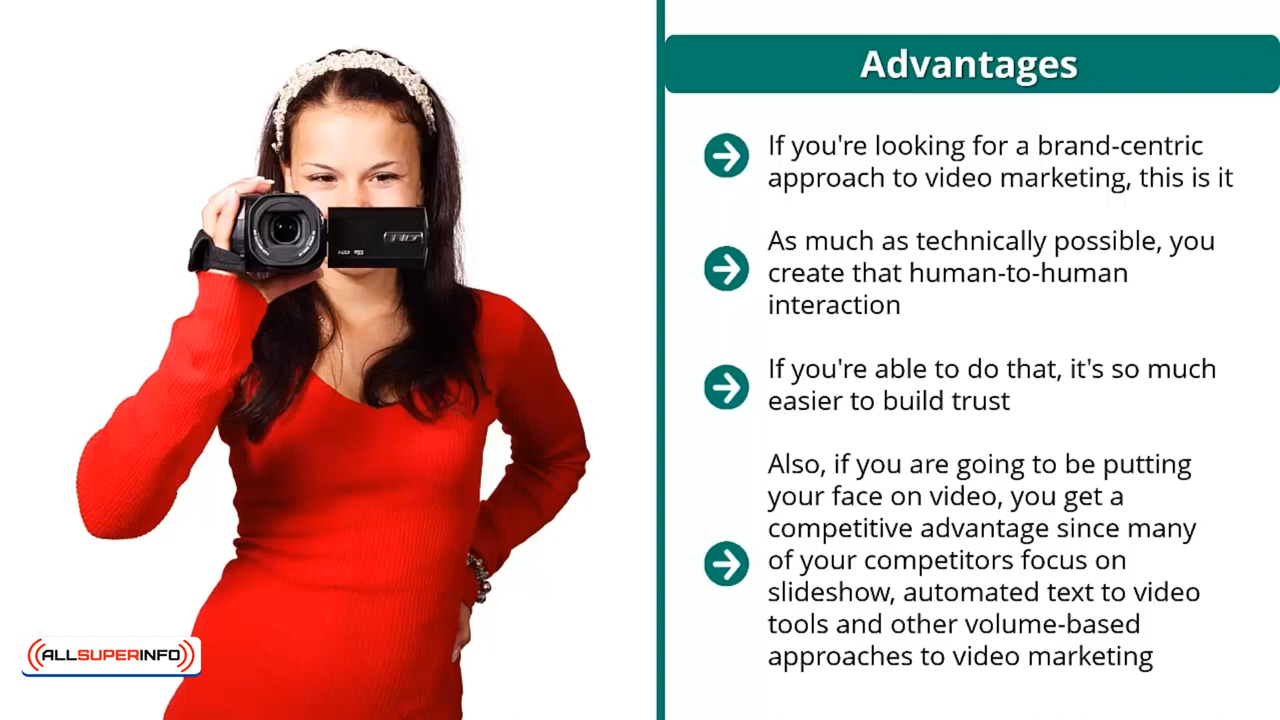 Advantages
If you're looking for a brand-centric
approach to video marketing, this is it
As much as technically possible, you
create that human-to-human
interaction
If you're able to do that, it's so much
easier to build trust
Also, if you are going to be putting
your face on video, you get a
competitive advantage since many
of your competitors focus on
slideshow, automated text to video
tools and other volume-based
approaches to video marketing
ALLSUPERINFO